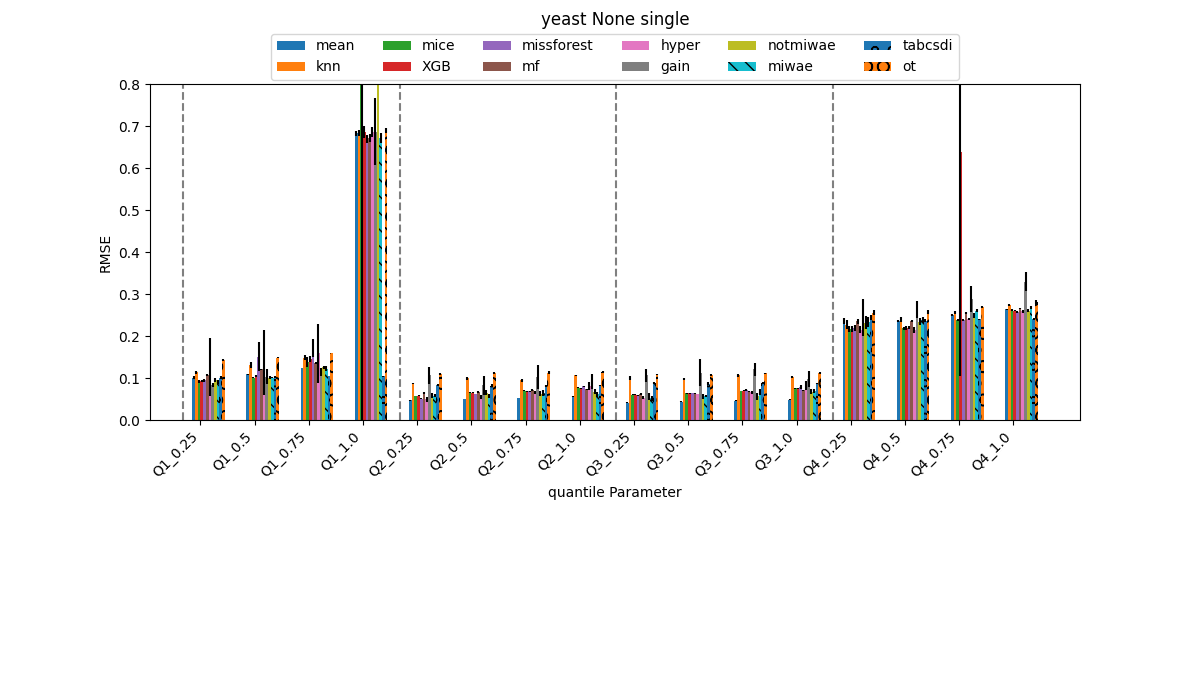 yeast None single
mean mice missforest hyper notmiwae tabcsdi
knn XGB mf gain miwae ot
0.8
0.7
0.6
0.5
0.4
0.3
0.2
0.1
0.0
RMSE
Q1_0.25 Q1_0.5 Q1_0.75 Q1_1.0 Q2_0.25 Q2_0.5 Q2_0.75 Q2_1.0 Q3_0.25 Q3_0.5 Q3_0.75 Q3_1.0 Q4_0.25 Q4_0.5 Q4_0.75 Q4_1.0
quantile Parameter